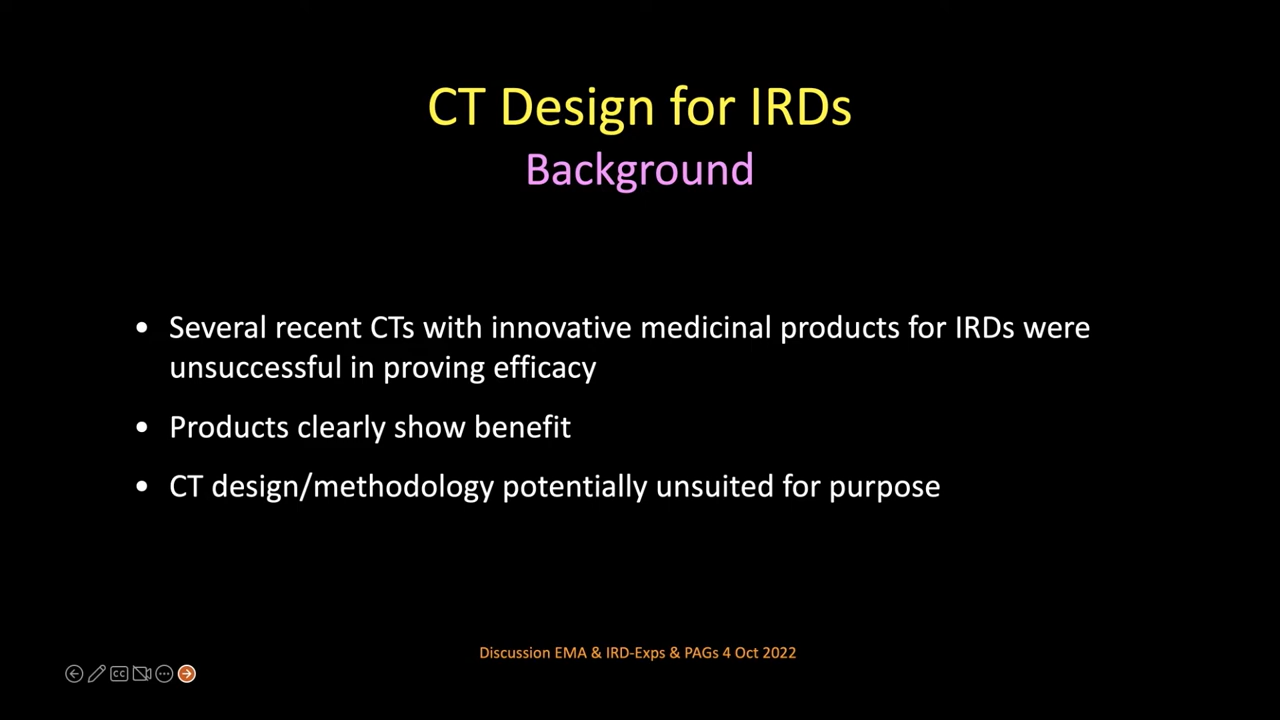 CT Design for IRDs
Background
• Several recent CTs with innovative medicinal products for IRDs were
unsuccessful in proving efficacy
• Products clearly show benefit
• CT design/methodology potentially unsuited for purpose
Discussion EMA & IRD-Exps & PAGs 4 Oct 2022
CC